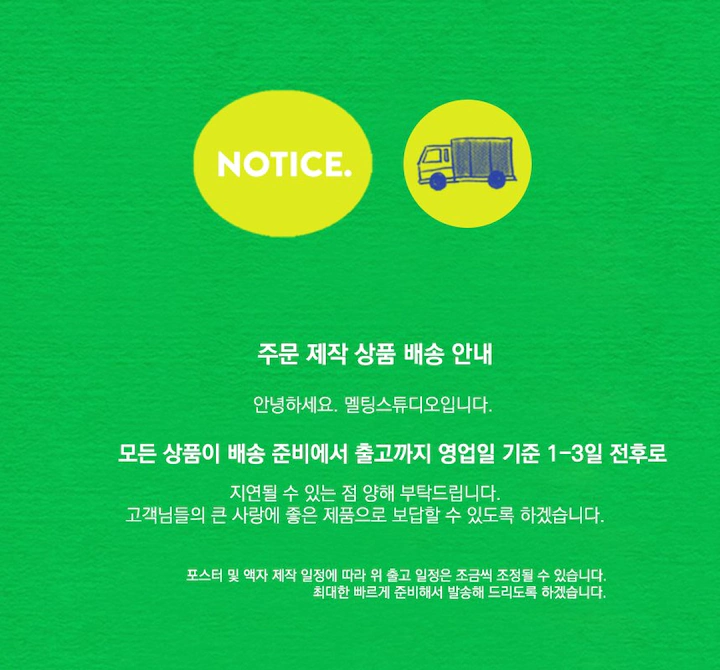 NOTICE.
주문 제작 상품 배송 안내
안녕하세요. 멜팅스튜디오입니다.
모든 상품이 배송 준비에서 출고까지 영업일 기준 1-3일 전후로
지연될 수 있는 점 양해 부탁드립니다.
고객님들의 큰 사랑에 좋은 제품으로 보답할 수 있도록 하겠습니다.
포스터 및 액자 제작 일정에 따라 위 출고 일정은 조금씩 조정될 수 있습니다.
최대한 빠르게 준비해서 발송해 드리도록 하겠습니다.